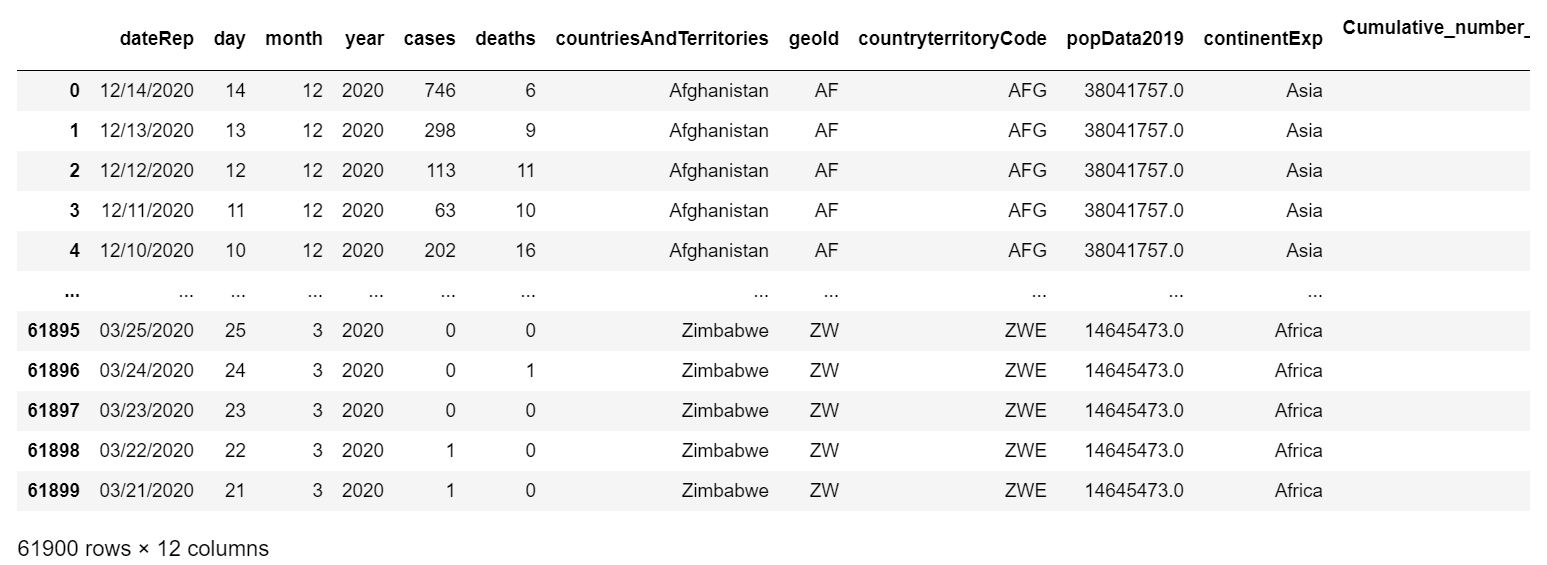 dateRep day month year cases deaths countriesAndTerritories geoId countryterritoryCode popData2019 continentExp Cumulative_number_
0 12/14/2020 14 12 2020 746 6 Afghanistan AF AFG 38041757.0 Asia
1 12/13/2020 13 12 2020 298 9 Afghanistan AF AFG 38041757.0 Asia
2 12/12/2020 12 12 2020 113 11 Afghanistan AF AFG 38041757.0 Asia
3 12/11/2020 11 12 2020 63 10 Afghanistan AF AFG 38041757.0 Asia
4 12/10/2020 10 12 2020 202 16 Afghanistan AF AFG 38041757.0 Asia
... ... ... ... ... ... ... ... ... ... ... ...
61895 03/25/2020 25 3 2020 0 0 Zimbabwe ZW ZWE 14645473.0 Africa
61896 03/24/2020 24 3 2020 0 1 Zimbabwe ZW ZWE 14645473.0 Africa
61897 03/23/2020 23 3 2020 0 0 Zimbabwe ZW ZWE 14645473.0 Africa
61898 03/22/2020 22 3 2020 1 0 Zimbabwe ZW ZWE 14645473.0 Africa
61899 03/21/2020 21 3 2020 1 0 Zimbabwe ZW ZWE 14645473.0 Africa
61900 rows × 12 columns